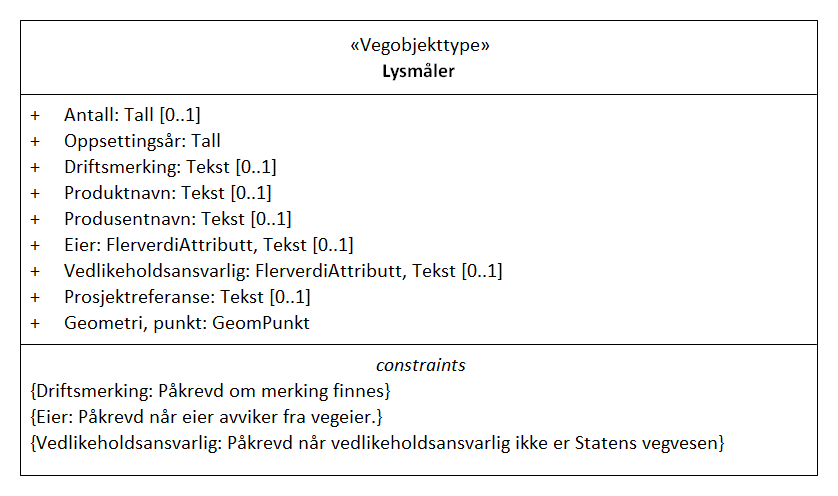 «Vegobjekttype»
Lysmåler
+ Antall: Tall [0..1]
+ Oppsettingsår: Tall
+ Driftsmerking: Tekst [0..1]
+ Produktnavn: Tekst [0..1]
+ Produsentnavn: Tekst [0..1]
+ Eier: FlerverdiAttributt, Tekst [0..1]
+ Vedlikeholdsansvarlig: FlerverdiAttributt, Tekst [0..1]
+ Prosjektreferanse: Tekst [0..1]
+ Geometri, punkt: GeomPunkt
constraints
{Driftsmerking: Påkrevd om merking finnes}
{Eier: Påkrevd når eier avviker fra vegeier.}
{Vedlikeholdsansvarlig: Påkrevd når vedlikeholdsansvarlig ikke er Statens vegvesen}